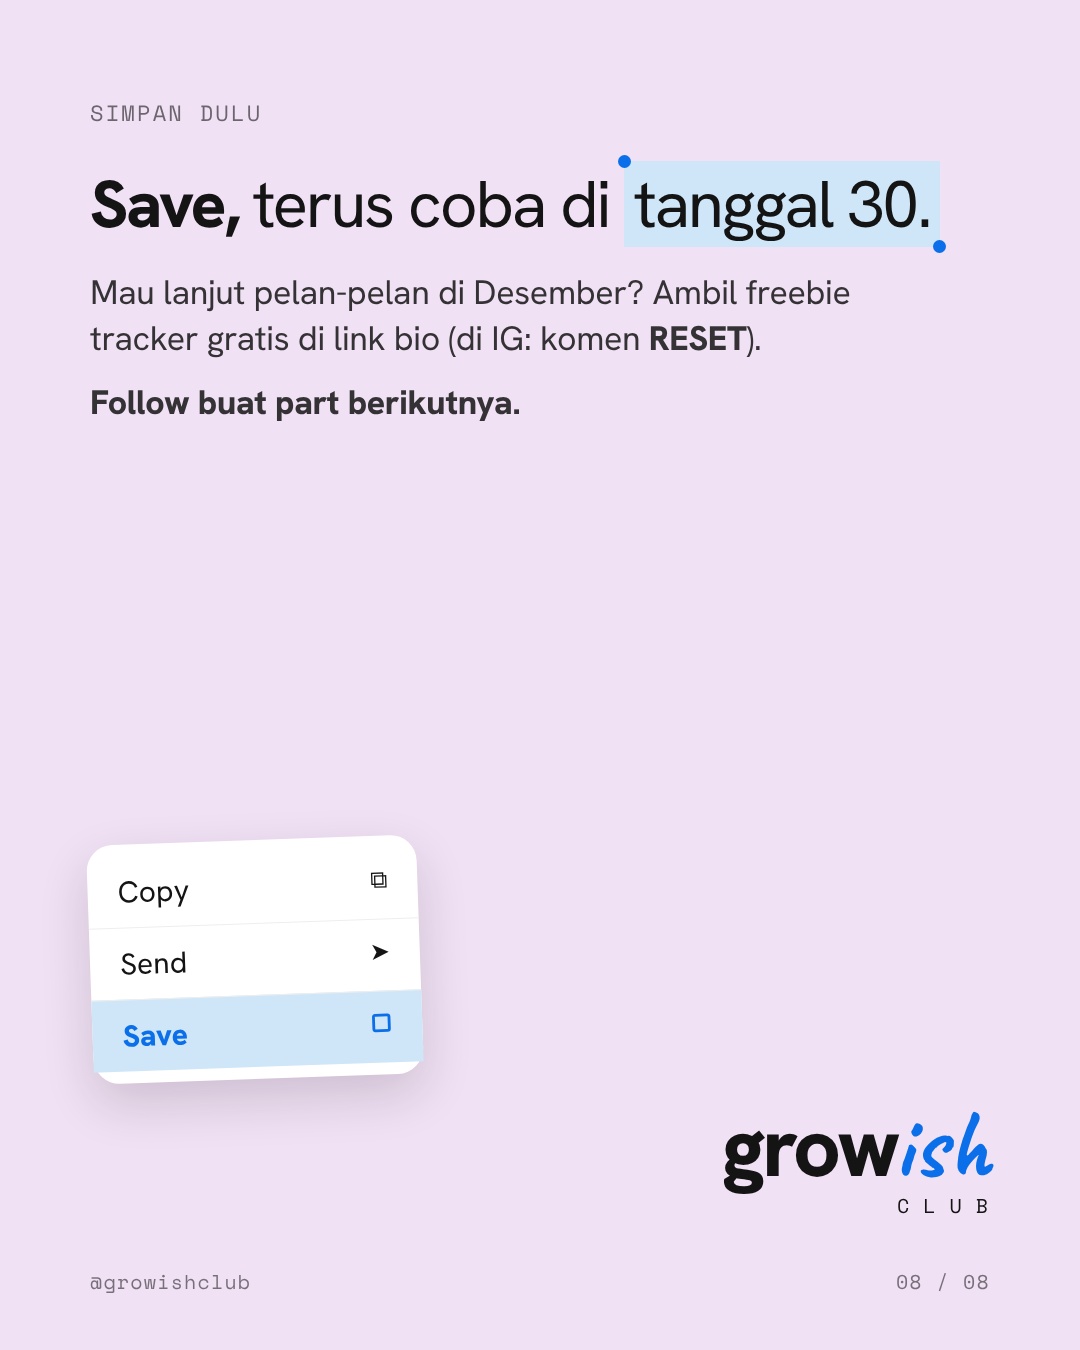 SIMPAN DULU
Save, terus coba di tanggal 30.
Mau lanjut pelan-pelan di Desember? Ambil freebie
tracker gratis di link bio (di IG: komen RESET).
Follow buat part berikutnya.
Copy
Send
Save
growish
CLUB
@growishclub
08 / 08